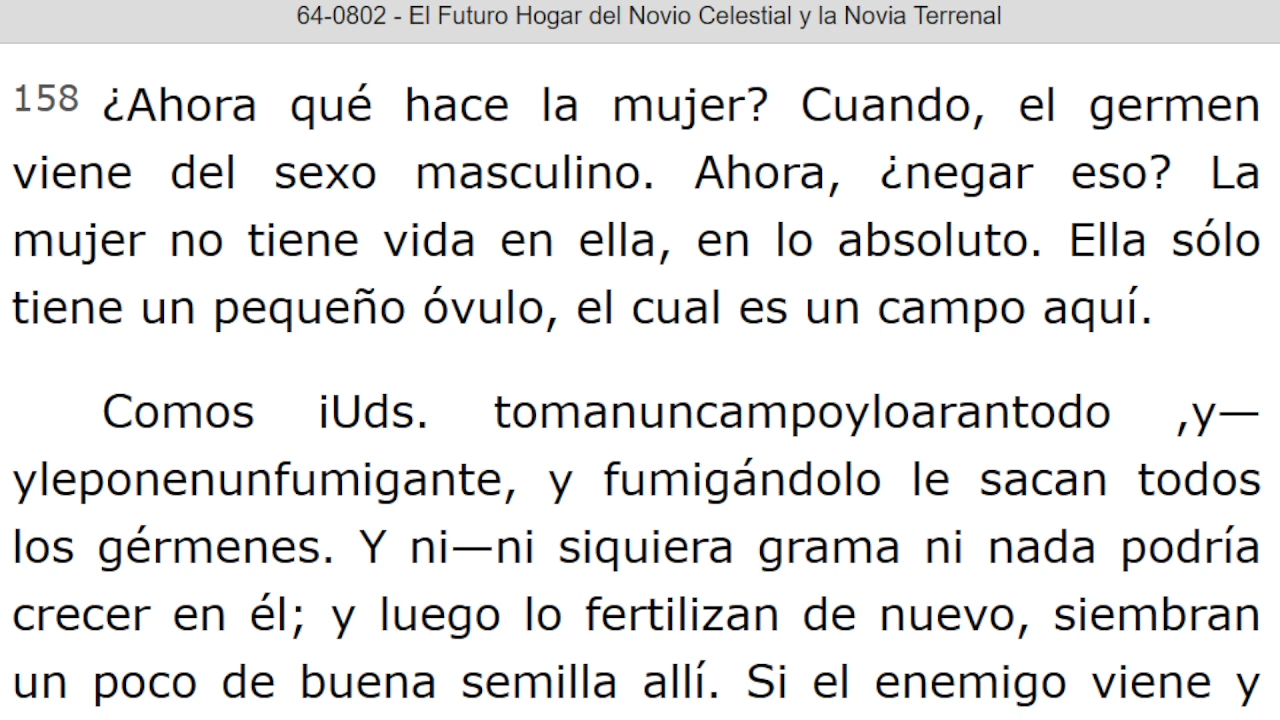 64-0802 - El Futuro Hogar del Novio Celestial y la Novia Terrenal
158 ¿Ahora qué hace la mujer? Cuando, el germen
viene del sexo masculino. Ahora, ¿negar eso? La
mujer no tiene vida en ella, en lo absoluto. Ella sólo
tiene un pequeño óvulo, el cual es un campo aquí.
Comos iUds. tomanuncampoyloarantodo ,y—
yleponenunfumigante, y fumigándolo le sacan todos
los gérmenes. Y ni—ni siquiera grama ni nada podría
crecer en él; y luego lo fertilizan de nuevo, siembran
un poco de buena semilla allí. Si el enemigo viene y